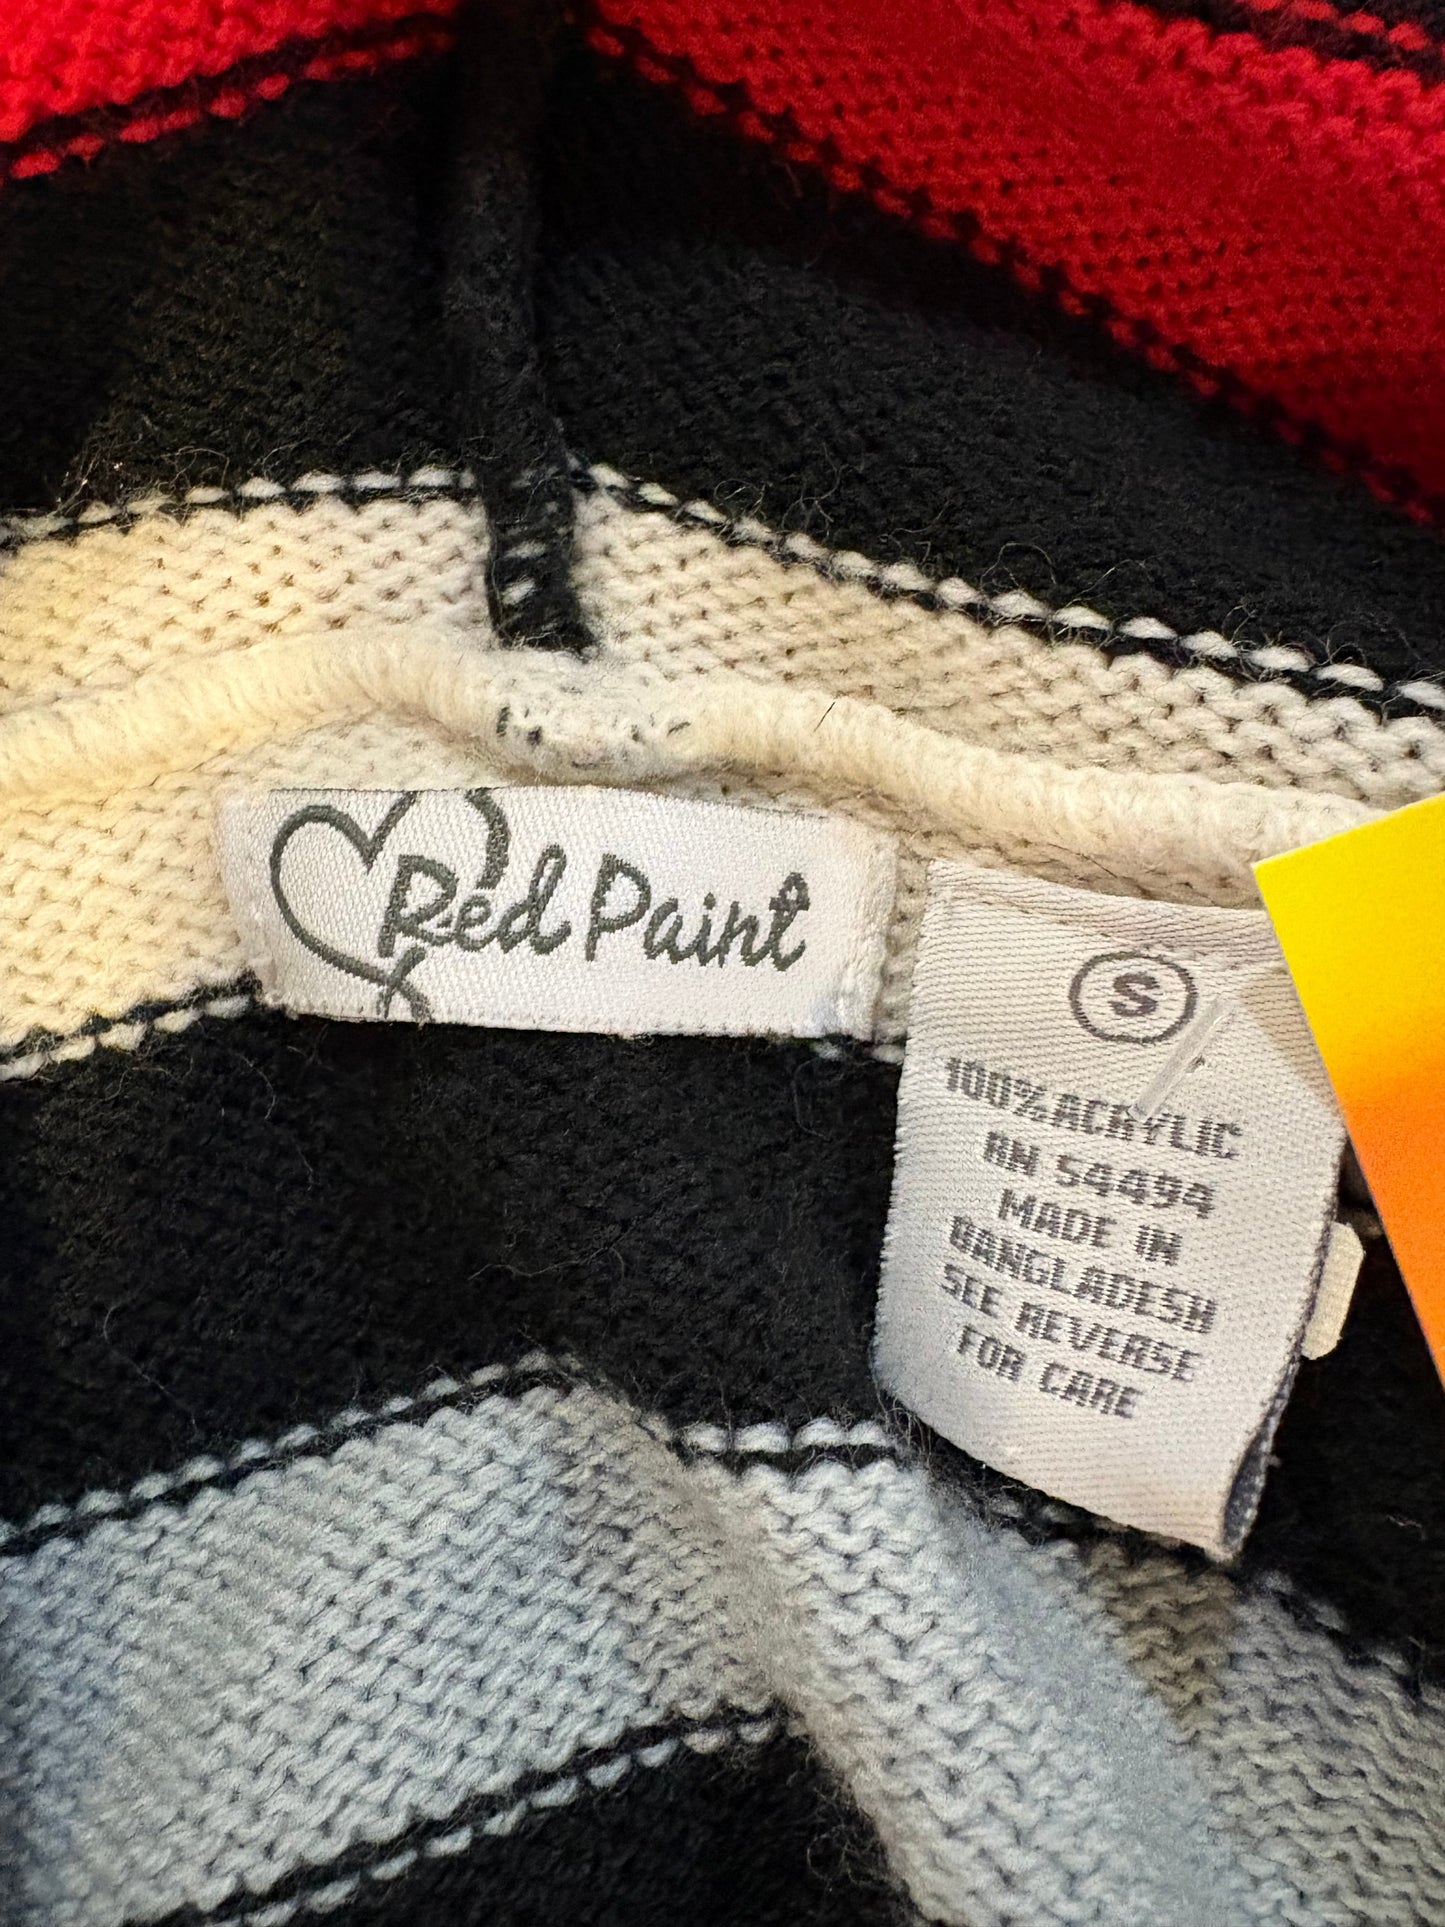 Red Paint
S
100% ACRYLIC
RN 54494
MADE IN
BANGLADESH
SEE REVERSE
FOR CARE